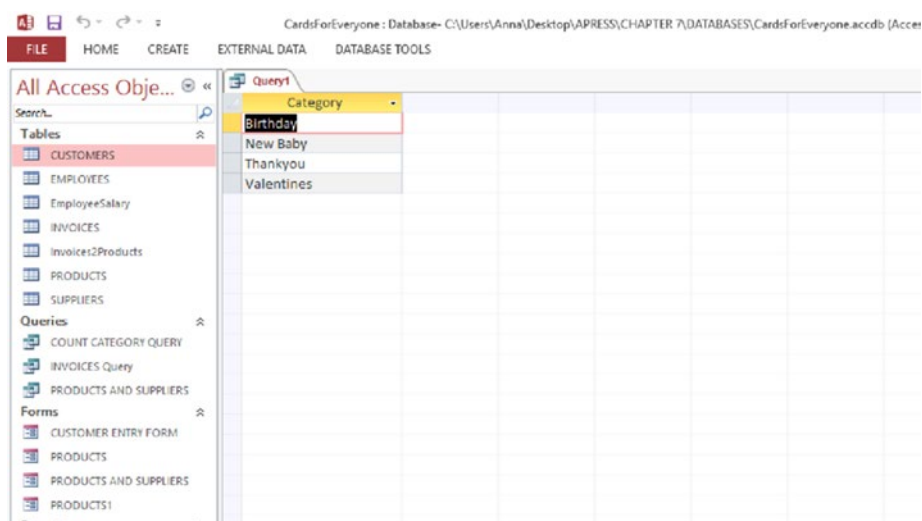 CardsForEveryone : Database- C:\Users\Anna\Desktop\APRESS\CHAPTER 7\DATABASES\CardsForEveryone.accdb (Acces
FILE HOME CREATE EXTERNAL DATA DATABASE TOOLS
All Access Obje...
Search...
Tables
CUSTOMERS
EMPLOYEES
EmployeeSalary
INVOICES
Invoices2Products
PRODUCTS
SUPPLIERS
Queries
COUNT CATEGORY QUERY
INVOICES Query
PRODUCTS AND SUPPLIERS
Forms
CUSTOMER ENTRY FORM
PRODUCTS
PRODUCTS AND SUPPLIERS
PRODUCTS1
Query1
Category
Birthday
New Baby
Thankyou
Valentines